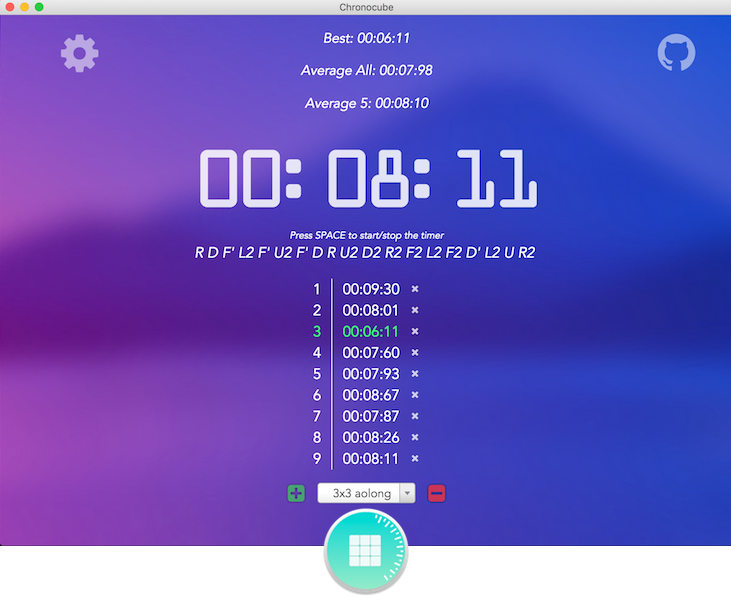 Chronocube
Best: 00:06:11
Average All: 00:07:98
Average 5: 00:08:10
00: 08: 11
Press SPACE to start/stop the timer
R D F' L2 F' U2 F' D R U2 D2 R2 F2 L2 F2 D' L2 U R2
1 00:09:30 ×
2 00:08:01 ×
3 00:06:11 ×
4 00:07:60 ×
5 00:07:93 ×
6 00:08:67 ×
7 00:07:87 ×
8 00:08:26 ×
9 00:08:11 ×
3x3 aolong